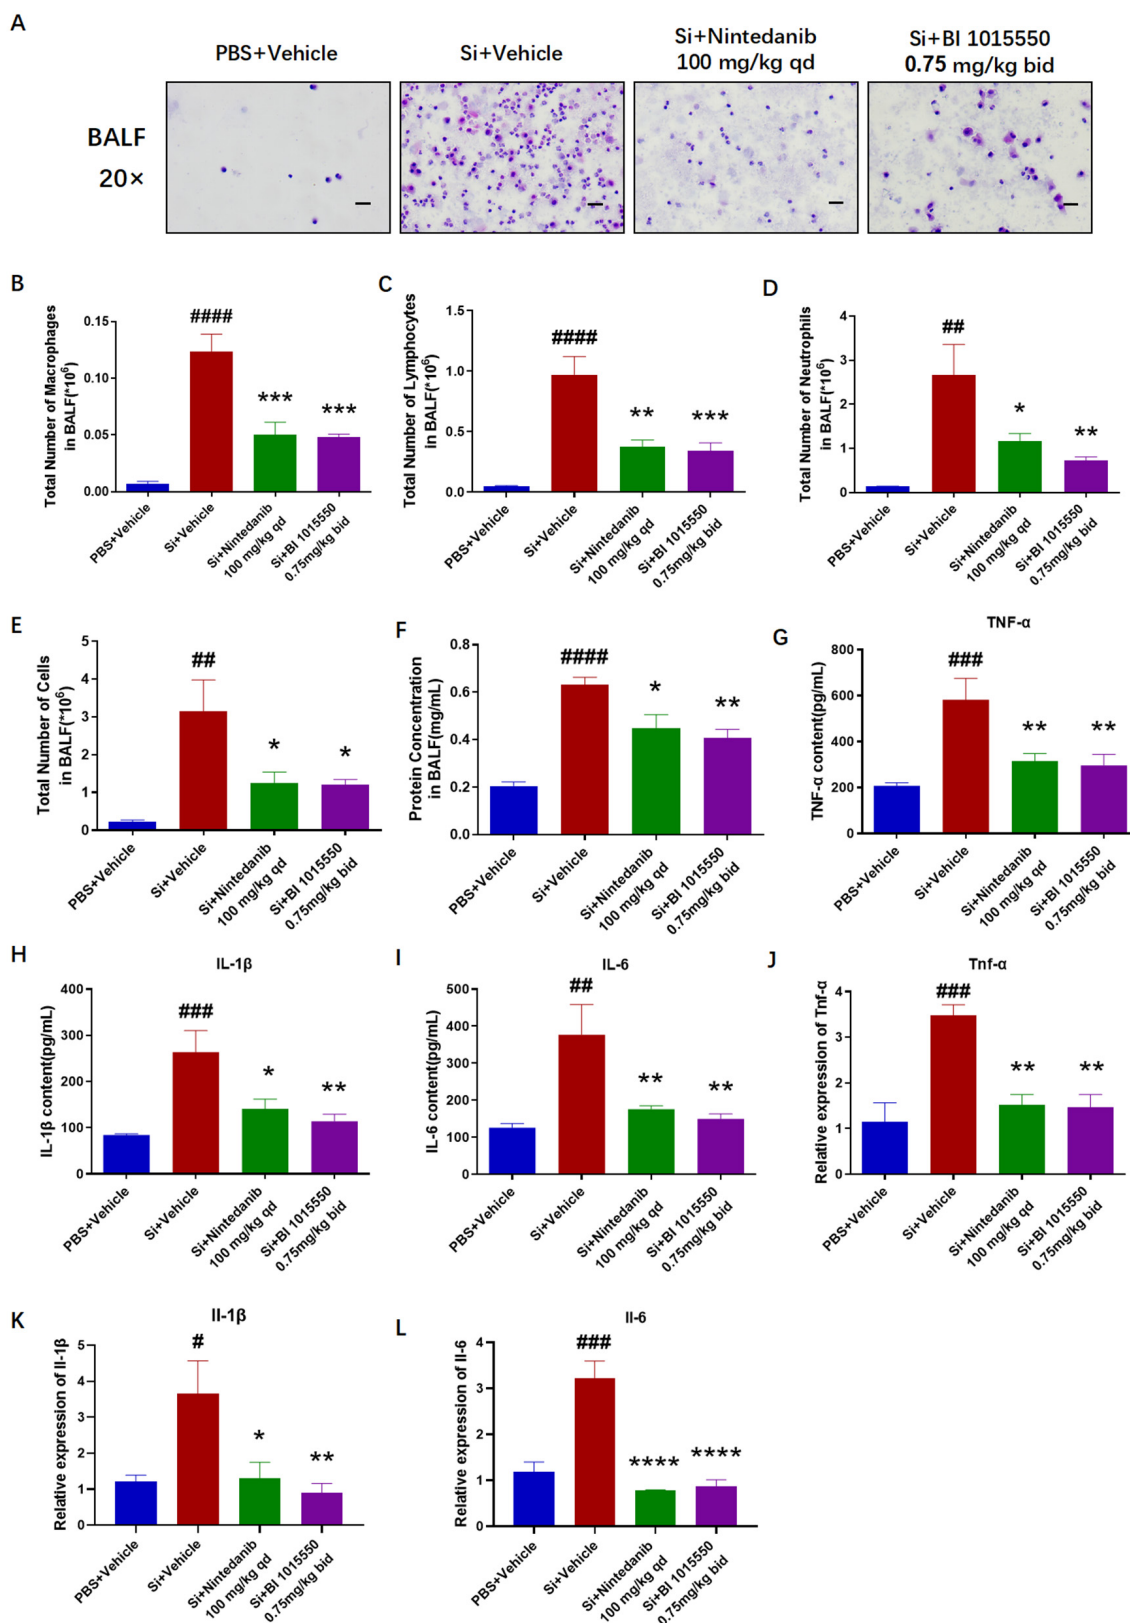 A
PBS+Vehicle
Si+Vehicle
Si+Nintedanib
100 mg/kg qd
Si+BI 1015550
0.75 mg/kg bid
BALF
20×
B
Total Number of Macrophages
in BALF(*10⁶)
0.15
0.10
0.05
0.00
####
***
***
PBS+Vehicle
Si+Vehicle
Si+Nintedanib
100 mg/kg qd
Si+BI 1015550
0.75mg/kg bid
C
Total Number of Lymphocytes
in BALF(*10⁶)
1.5
1.0
0.5
0.0
####
**
***
PBS+Vehicle
Si+Vehicle
Si+Nintedanib
100 mg/kg qd
Si+BI 1015550
0.75mg/kg bid
D
Total Number of Neutrophils
in BALF(*10⁶)
4
3
2
1
0
##
*
**
PBS+Vehicle
Si+Vehicle
Si+Nintedanib
100 mg/kg qd
Si+BI 1015550
0.75mg/kg bid
E
Total Number of Cells
in BALF(*10⁶)
5
4
3
2
1
0
##
*
*
PBS+Vehicle
Si+Vehicle
Si+Nintedanib
100 mg/kg qd
Si+BI 1015550
0.75mg/kg bid
F
Protein Concentration
in BALF(mg/mL)
0.8
0.6
0.4
0.2
0.0
####
*
**
PBS+Vehicle
Si+Vehicle
Si+Nintedanib
100 mg/kg qd
Si+BI 1015550
0.75mg/kg bid
G
TNF-α
TNF-α content(pg/mL)
800
600
400
200
0
###
**
**
PBS+Vehicle
Si+Vehicle
Si+Nintedanib
100 mg/kg qd
Si+BI 1015550
0.75mg/kg bid
H
IL-1β
IL-1β content(pg/mL)
400
300
200
100
0
###
*
**
PBS+Vehicle
Si+Vehicle
Si+Nintedanib
100 mg/kg qd
Si+BI 1015550
0.75mg/kg bid
I
IL-6
IL-6 content(pg/mL)
500
400
300
200
100
0
##
**
**
PBS+Vehicle
Si+Vehicle
Si+Nintedanib
100 mg/kg qd
Si+BI 1015550
0.75mg/kg bid
J
Tnf-α
Relative expression of Tnf-α
4
3
2
1
0
###
**
**
PBS+Vehicle
Si+Vehicle
Si+Nintedanib
100 mg/kg qd
Si+BI 1015550
0.75mg/kg bid
K
Il-1β
Relative expression of Il-1β
5
4
3
2
1
0
#
*
**
PBS+Vehicle
Si+Vehicle
Si+Nintedanib
100 mg/kg qd
Si+BI 1015550
0.75mg/kg bid
L
Il-6
Relative expression of Il-6
4
3
2
1
0
###
****
****
PBS+Vehicle
Si+Vehicle
Si+Nintedanib
100 mg/kg qd
Si+BI 1015550
0.75mg/kg bid